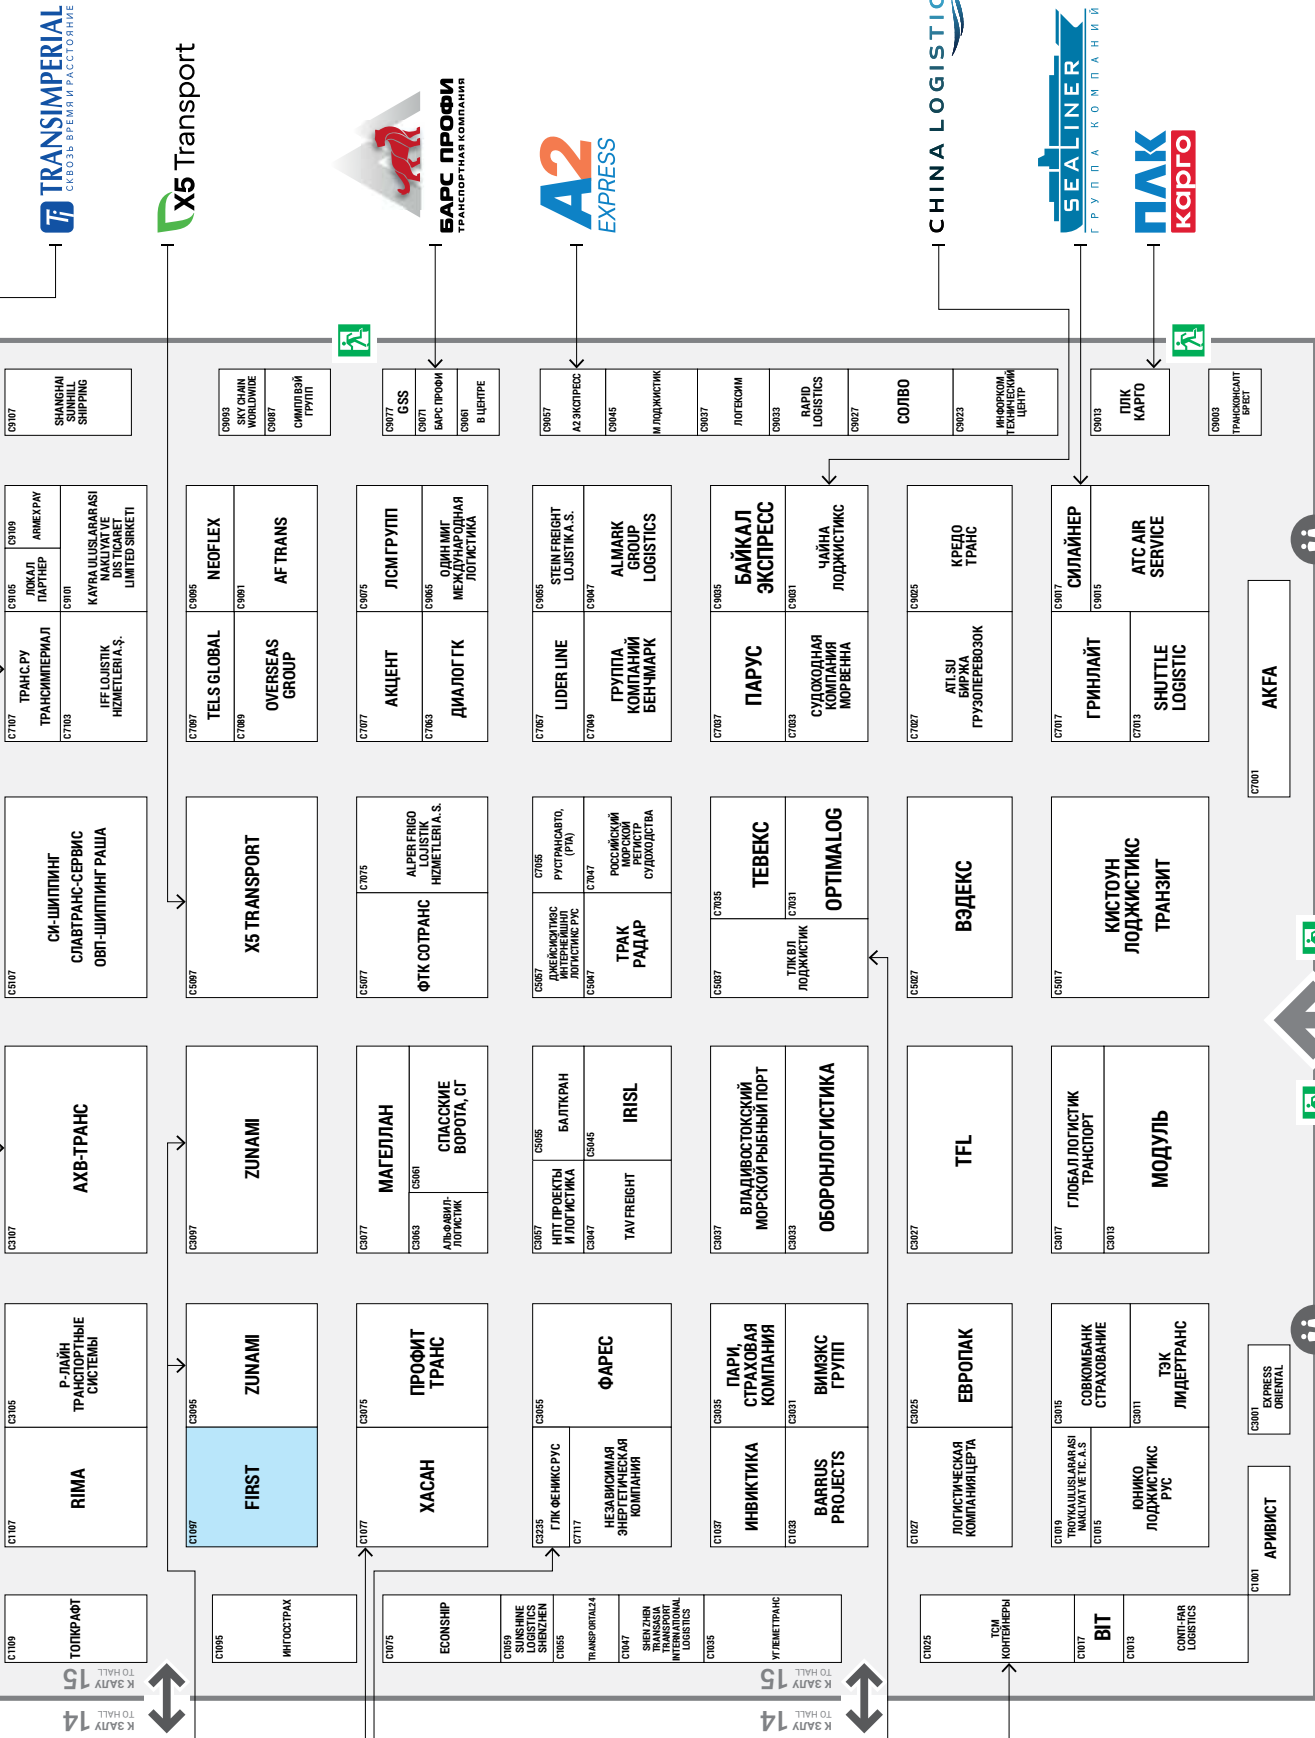 TRANSIMPERIAL
СКВОЗЬ ВРЕМЯ И РАССТОЯНИЕ
X5 Transport
БАРС ПРОФИ
ТРАНСПОРТНАЯ КОМПАНИЯ
A2
EXPRESS
CHINA LOGISTIC
SEALINER
ГРУППА КОМПАНИЙ
ПЛК
карго
C9107
SHANGHAI
SUNHILL
SHIPPING
C9093
SKY CHAIN
WORLDWIDE
C9087
СИМПЛ ВЭЙ
ГРУПП
C9077
GSS
C9071
БАРС ПРОФИ
C9061
В ЦЕНТРЕ
C9057
А2 ЭКСПРЕСС
C9045
М ЛОДЖИСТИК
C9037
ЛОГЕКСИМ
C9033
RAPID
LOGISTICS
C9027
СОЛВО
C9023
ИНФОРКОМ
ТЕХНИЧЕСКИЙ
ЦЕНТР
C9013
ПЛК
КАРГО
C9003
ТРАНСКОНСАЛТ
БРЕСТ
C9109
ARMEX PAY
C9105
ЛОКАЛ
ПАРТНЕР
C9101
KAYRA ULUSLARARASI
NAKLIYAT VE
DIS TICARET
LIMITED SIRKETI
C7107
ТРАНС.РУ
ТРАНСИМПЕРИАЛ
C7103
IFF LOJISTIK
HIZMETLERI A.Ş.
C9095
NEOFLEX
C9091
AF TRANS
C7097
TELS GLOBAL
C7089
OVERSEAS
GROUP
C9075
ЛСМ ГРУПП
C9065
ОДИН МИГ
МЕЖДУНАРОДНАЯ
ЛОГИСТИКА
C7077
АКЦЕНТ
C7063
ДИАЛОГ ГК
C9055
STEIN FREIGHT
LOJISTIK A.S.
C9047
ALMARK
GROUP
LOGISTICS
C7057
LIDER LINE
C7049
ГРУППА
КОМПАНИЙ
БЕНЧМАРК
C9035
БАЙКАЛ
ЭКСПРЕСС
C9031
ЧАЙНА
ЛОДЖИСТИКС
C7037
ПАРУС
C7033
СУДОХОДНАЯ
КОМПАНИЯ
МОРВЕННА
C9025
КРЕДО
ТРАНС
C7027
ATI.SU
БИРЖА
ГРУЗОПЕРЕВОЗОК
C9017
СИЛАЙНЕР
C9015
ATC AR
SERVICE
C7017
ГРИНЛАЙТ
C7013
SHUTTLE
LOGISTIC
C7001
AKFA
C5107
СИ-ШИППИНГ
СЛАВТРАНС-СЕРВИС
ОВП-ШИППИНГ РАША
C5097
X5 TRANSPORT
C7075
ALPER FRIGO
LOJISTIK
HIZMETLERI A.S.
C5077
ФТК СОТРАНС
C7055
РУСТРАНСАВТО,
(РТА)
C7047
РОССИЙСКИЙ
МОРСКОЙ
РЕГИСТР
СУДОХОДСТВА
C5057
ДЖЕЙСИСИТИЭС
ИНТЕРНЕЙШНЛ
ЛОГИСТИКС РУС
C5047
ТРАК
РАДАР
C7035
ТЕВЕКС
C7031
OPTIMALOG
C5037
ТЛК ВЛ
ЛОДЖИСТИК
C5027
ВЭДЕКС
C5017
КИСТОУН
ЛОДЖИСТИКС
ТРАНЗИТ
C3107
АХВ-ТРАНС
C3097
ZUNAMI
C3077
МАГЕЛЛАН
C5061
СПАССКИЕ
ВОРОТА, СГ
C3063
АЛЬФАВИЛ-
ЛОГИСТИК
C5055
БАЛТКРАН
C5045
IRISL
C3057
НПТ ПРОЕКТЫ
И ЛОГИСТИКА
C3047
TAV FREIGHT
C3037
ВЛАДИВОСТОКСКИЙ
МОРСКОЙ РЫБНЫЙ ПОРТ
C3033
ОБОРОНЛОГИСТИКА
C3027
TFL
C3017
ГЛОБАЛ ЛОГИСТИК
ТРАНСПОРТ
C3013
МОДУЛЬ
C3105
Р-ЛАЙН
ТРАНСПОРТНЫЕ
СИСТЕМЫ
C1107
RIMA
C3095
ZUNAMI
C1097
FIRST
C3075
ПРОФИТ
ТРАНС
C1077
ХАСАН
C3055
ФАРЕС
C3235
ГЛК ФЕНИКС РУС
C7117
НЕЗАВИСИМАЯ
ЭНЕРГЕТИЧЕСКАЯ
КОМПАНИЯ
C3035
ПАРИ,
СТРАХОВАЯ
КОМПАНИЯ
C3031
ВИМЭКС
ГРУПП
C1037
ИНВИКТИКА
C1033
BARRUS
PROJECTS
C3025
ЕВРОПАК
C1027
ЛОГИСТИЧЕСКАЯ
КОМПАНИЯ ЦЕРТА
C3015
СОВКОМБАНК
СТРАХОВАНИЕ
C3011
ТЭК
ЛИДЕРТРАНС
C1019
TROYKA ULUSLARARASI
NAKLIYAT VE TIC. A.S
C1015
ЮНИКО
ЛОДЖИСТИКС
РУС
C3001
EXPRESS
ORIENTAL
C1001
АРИВИСТ
C1109
ТОПКРАФТ
C1095
ИНГОССТРАХ
C1075
ECONSHIP
C1059
SUNSHINE
LOGISTICS
SHENZHEN
C1055
TRANSPORTAL24
C1047
SHEN ZHEN
TRANSASIA
TRANSPORT
INTERNATIONAL
LOGISTICS
C1035
УГЛЕМЕТТРАНС
C1025
ТСМ
КОНТЕЙНЕРЫ
C1017
BIT
C1013
CONTI-FAR
LOGISTICS
К ЗАЛУ
TO HALL
15
К ЗАЛУ
TO HALL
14
К ЗАЛУ
TO HALL
15
К ЗАЛУ
TO HALL
14